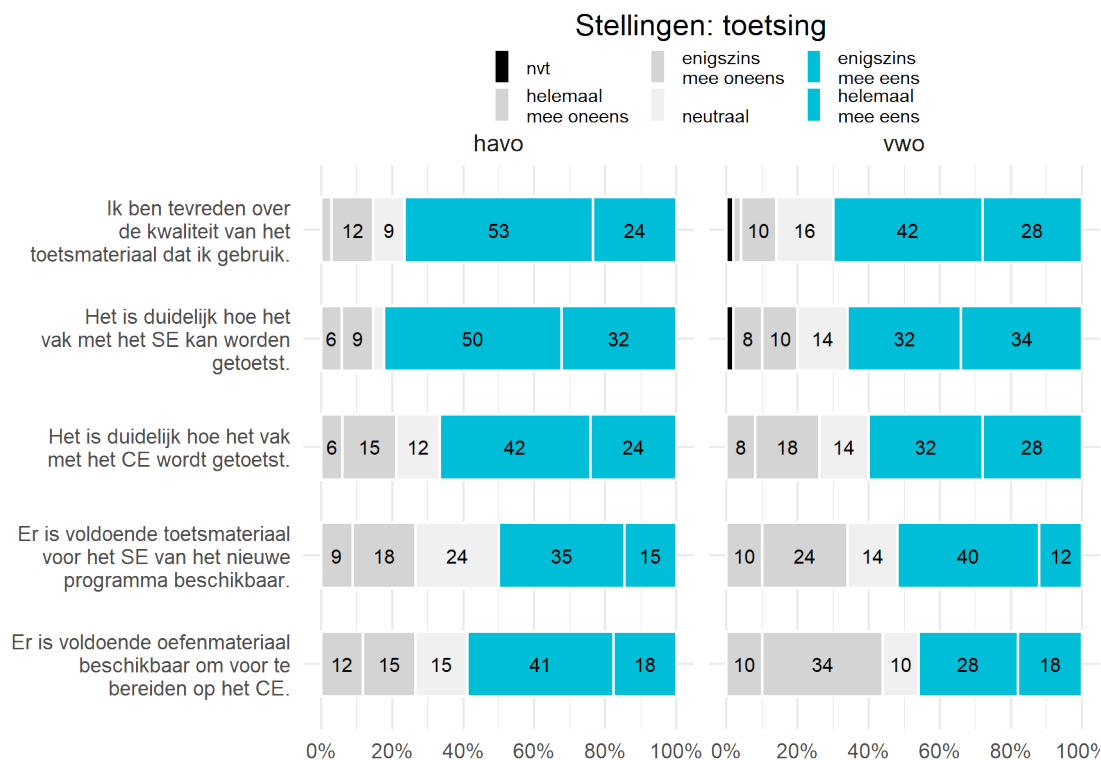 Stellingen: toetsing
nvt
helemaal
mee oneens
enigszins
mee oneens
neutraal
enigszins
mee eens
helemaal
mee eens
havo
vwo
Ik ben tevreden over
de kwaliteit van het
toetsmateriaal dat ik gebruik.
12 9 53 24
10 16 42 28
Het is duidelijk hoe het
vak met het SE kan worden
getoetst.
6 9 50 32
8 10 14 32 34
Het is duidelijk hoe het vak
met het CE wordt getoetst.
6 15 12 42 24
8 18 14 32 28
Er is voldoende toetsmateriaal
voor het SE van het nieuwe
programma beschikbaar.
9 18 24 35 15
10 24 14 40 12
Er is voldoende oefenmateriaal
beschikbaar om voor te
bereiden op het CE.
12 15 15 41 18
10 34 10 28 18
0% 20% 40% 60% 80% 100%
0% 20% 40% 60% 80% 100%